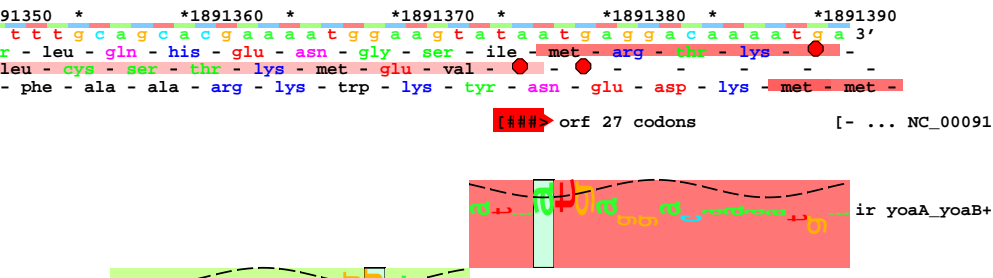 91350 * *1891360 * *1891370 * *1891380 * *1891390
t t t g c a g c a c g a a a a t g g a a g t a t a a t g a g g a c a a a a t g a 3'
r - leu - gln - his - glu - asn - gly - ser - ile - met - arg - thr - lys - -
leu - cys - ser - thr - lys - met - glu - val - - - - - -
- phe - ala - ala - arg - lys - trp - lys - tyr - asn - glu - asp - lys - met - met -
[###> orf 27 codons [- ... NC_00091
a t a t g a g g a c a a a a t g ir yoaA_yoaB+